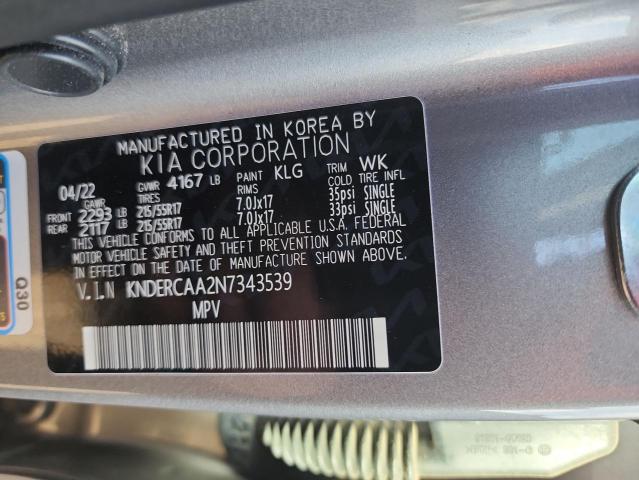 MANUFACTURED IN KOREA BY
KIA CORPORATION
04/22 GVWR 4167 LB PAINT KLG TRIM WK
GAWR TIRES RIMS COLD TIRE INFL
FRONT 2293 LB 215/55R17 7.0Jx17 35psi SINGLE
REAR 2117 LB 215/55R17 7.0Jx17 33psi SINGLE
THIS VEHICLE CONFORMS TO ALL APPLICABLE U.S.A. FEDERAL
MOTOR VEHICLE SAFETY AND THEFT PREVENTION STANDARDS
IN EFFECT ON THE DATE OF MANUFACTURE SHOWN ABOVE.
V.I.N KNDERCAA2N7343539
MPV
Q30